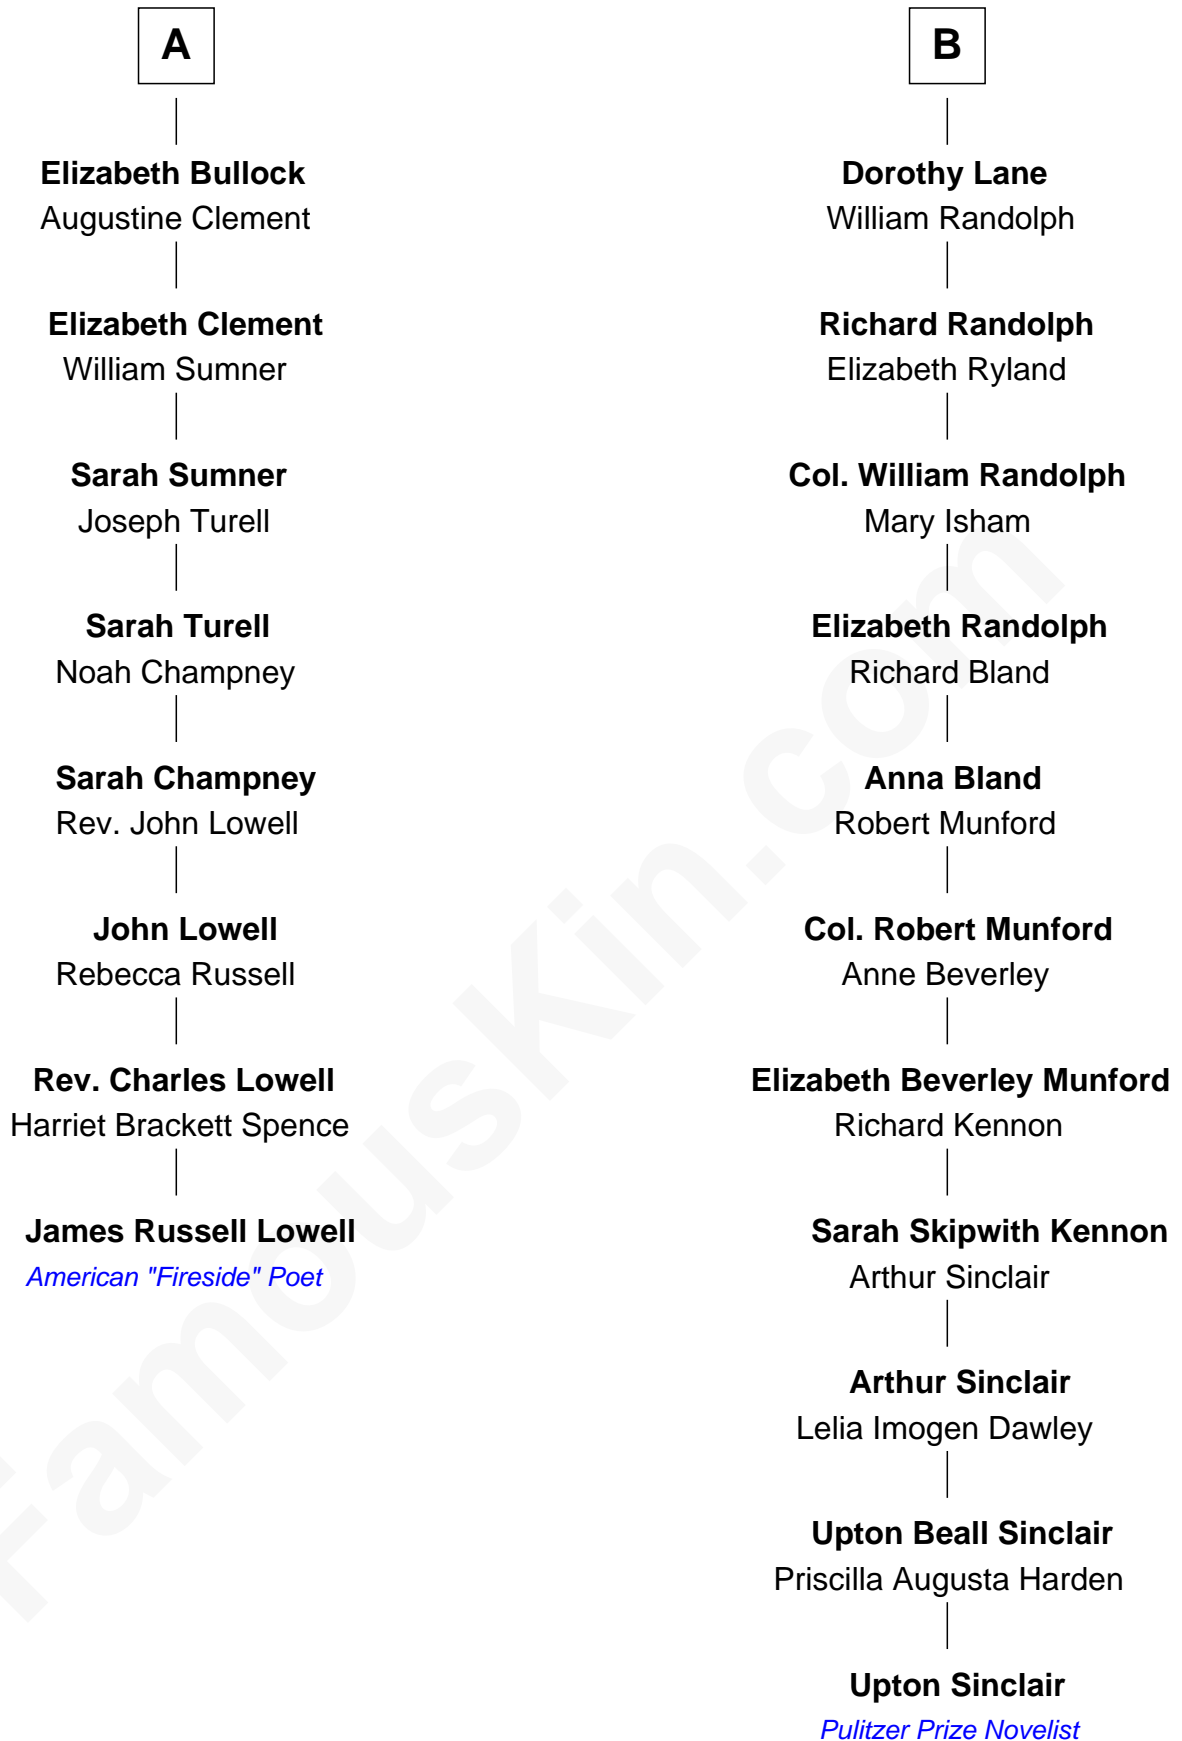 A
Elizabeth Bullock
Augustine Clement
Elizabeth Clement
William Sumner
Sarah Sumner
Joseph Turell
Sarah Turell
Noah Champney
Sarah Champney
Rev. John Lowell
John Lowell
Rebecca Russell
Rev. Charles Lowell
Harriet Brackett Spence
James Russell Lowell
American "Fireside" Poet
B
Dorothy Lane
William Randolph
Richard Randolph
Elizabeth Ryland
Col. William Randolph
Mary Isham
Elizabeth Randolph
Richard Bland
Anna Bland
Robert Munford
Col. Robert Munford
Anne Beverley
Elizabeth Beverley Munford
Richard Kennon
Sarah Skipwith Kennon
Arthur Sinclair
Arthur Sinclair
Lelia Imogen Dawley
Upton Beall Sinclair
Priscilla Augusta Harden
Upton Sinclair
Pulitzer Prize Novelist
FamousKin.com